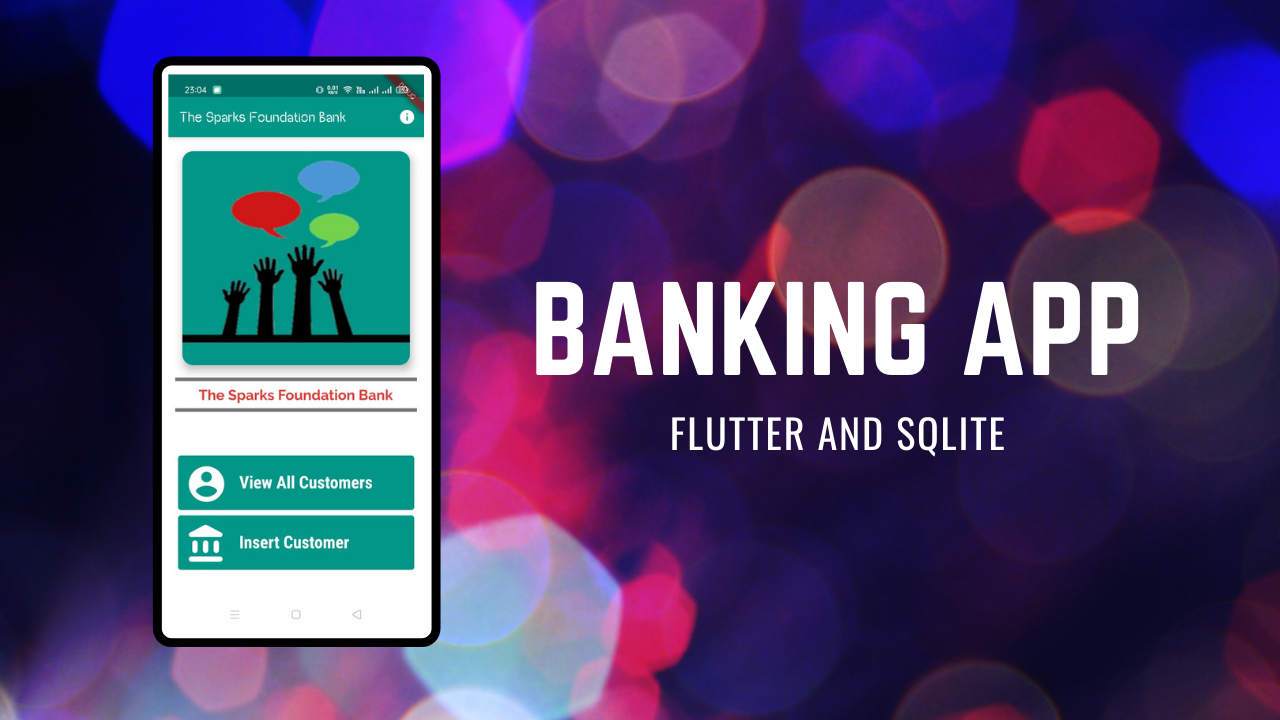 23:04
The Sparks Foundation Bank
The Sparks Foundation Bank
View All Customers
Insert Customer
BANKING APP
FLUTTER AND SQLITE